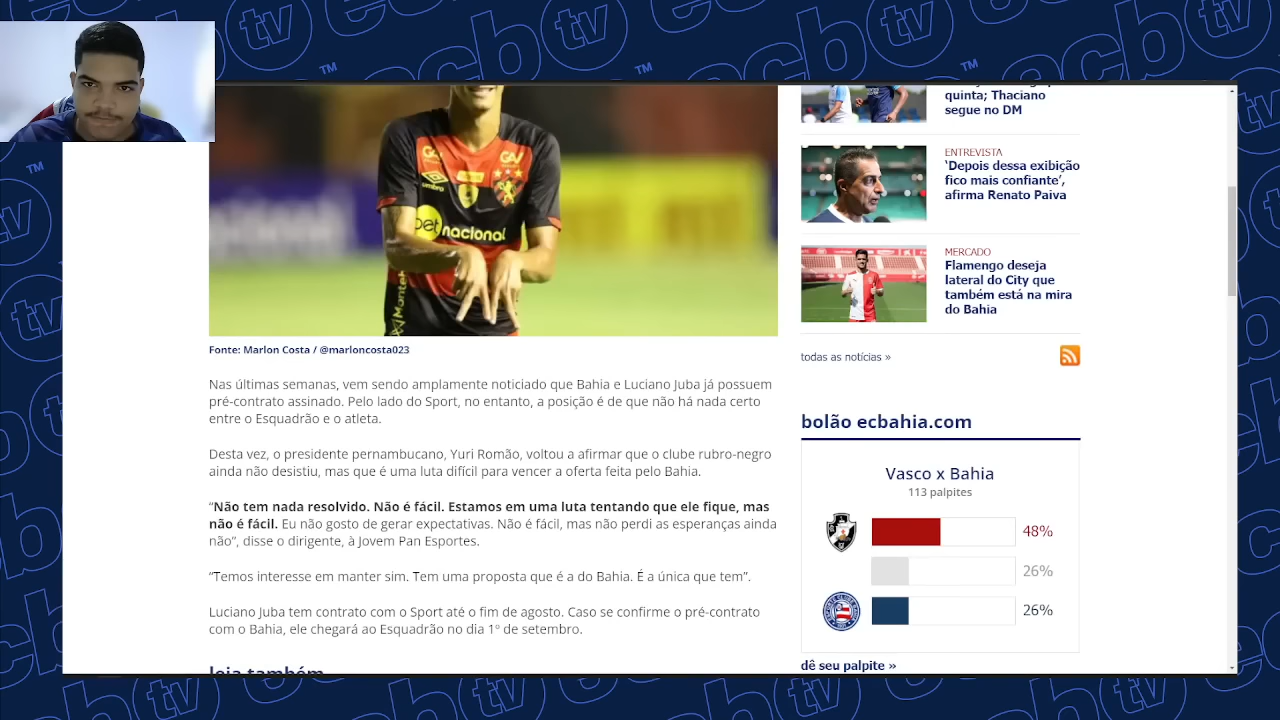 quinta; Thaciano
segue no DM
ENTREVISTA
‘Depois dessa exibição
fico mais confiante’,
afirma Renato Paiva
MERCADO
Flamengo deseja
lateral do City que
também está na mira
do Bahia
todas as notícias »
Fonte: Marlon Costa / @marloncosta023
Nas últimas semanas, vem sendo amplamente noticiado que Bahia e Luciano Juba já possuem
pré-contrato assinado. Pelo lado do Sport, no entanto, a posição é de que não há nada certo
entre o Esquadrão e o atleta.
Desta vez, o presidente pernambucano, Yuri Romão, voltou a afirmar que o clube rubro-negro
ainda não desistiu, mas que é uma luta difícil para vencer a oferta feita pelo Bahia.
“Não tem nada resolvido. Não é fácil. Estamos em uma luta tentando que ele fique, mas
não é fácil. Eu não gosto de gerar expectativas. Não é fácil, mas não perdi as esperanças ainda
não”, disse o dirigente, à Jovem Pan Esportes.
“Temos interesse em manter sim. Tem uma proposta que é a do Bahia. É a única que tem”.
Luciano Juba tem contrato com o Sport até o fim de agosto. Caso se confirme o pré-contrato
com o Bahia, ele chegará ao Esquadrão no dia 1º de setembro.
leia também
bolão ecbahia.com
Vasco x Bahia
113 palpites
48%
26%
26%
dê seu palpite »
umbro
bet
nacional
ecbtv
TM